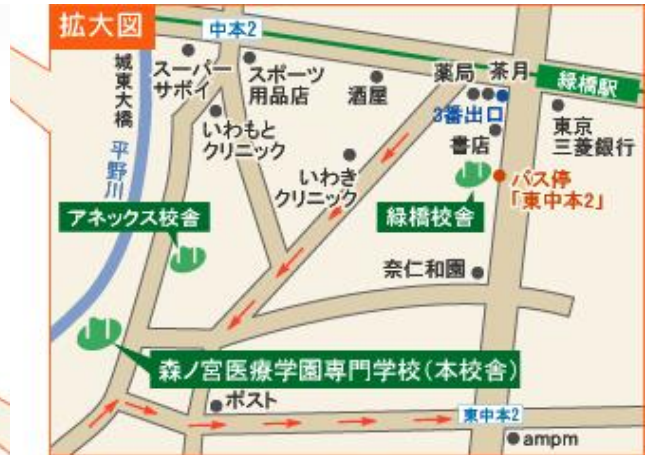 拡大図
中本2
城東大橋
平野川
スーパー
サボイ
スポーツ
用品店
酒屋
薬局
茶月
緑橋駅
3番出口
書店
東京
三菱銀行
いわもと
クリニック
いわき
クリニック
バス停
「東中本2」
アネックス校舎
緑橋校舎
奈仁和園
森ノ宮医療学園専門学校(本校舎)
ポスト
東中本2
ampm